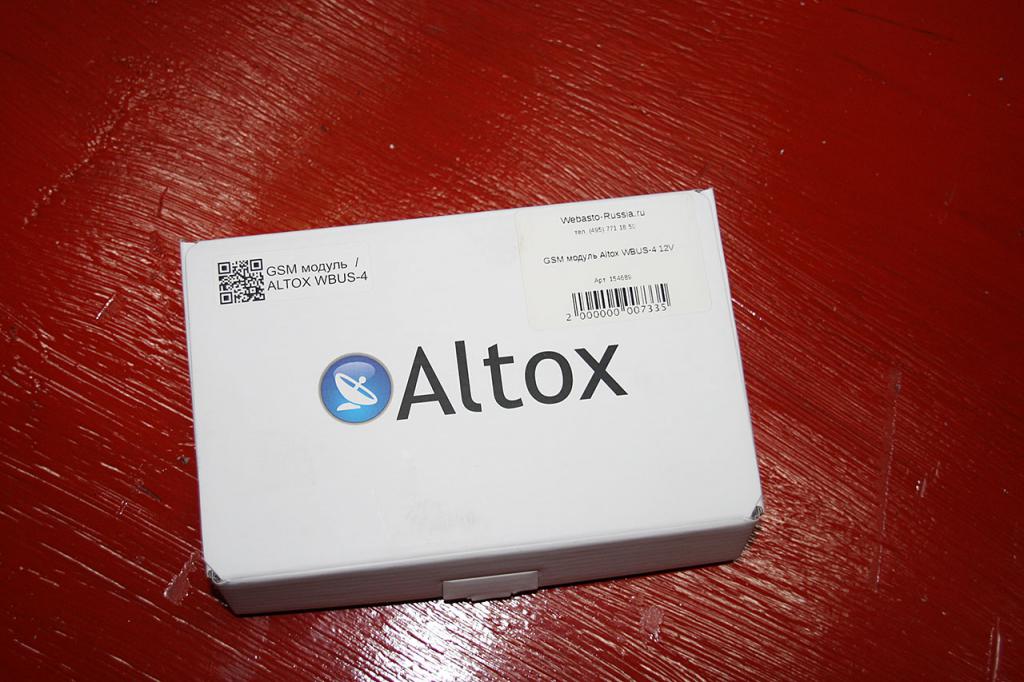 GSM модуль /
ALTOX WBUS-4
Webasto-Russia.ru
тел. (495) 771 18 50
GSM модуль Altox WBUS-4 12V
Арт. 154689
2 000000 007335
Altox